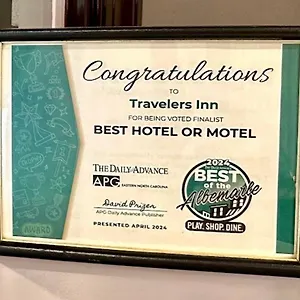 Congratulations
TO
Travelers Inn
FOR BEING VOTED FINALIST
BEST HOTEL OR MOTEL
THE DAILY ADVANCE
APG EASTERN NORTH CAROLINA
David Prizer
APG Daily Advance Publisher
PRESENTED APRIL 2024
2024
BEST
of the
Albemarle
PLAY. SHOP. DINE.
AWARD